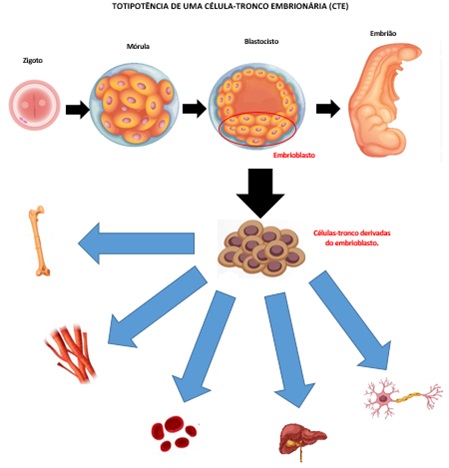 TOTIPOTÊNCIA DE UMA CÉLULA-TRONCO EMBRIONÁRIA (CTE)
Zigoto
Mórula
Blastocisto
Embrião
Embrioblasto
Células-tronco derivadas
do embrioblasto.